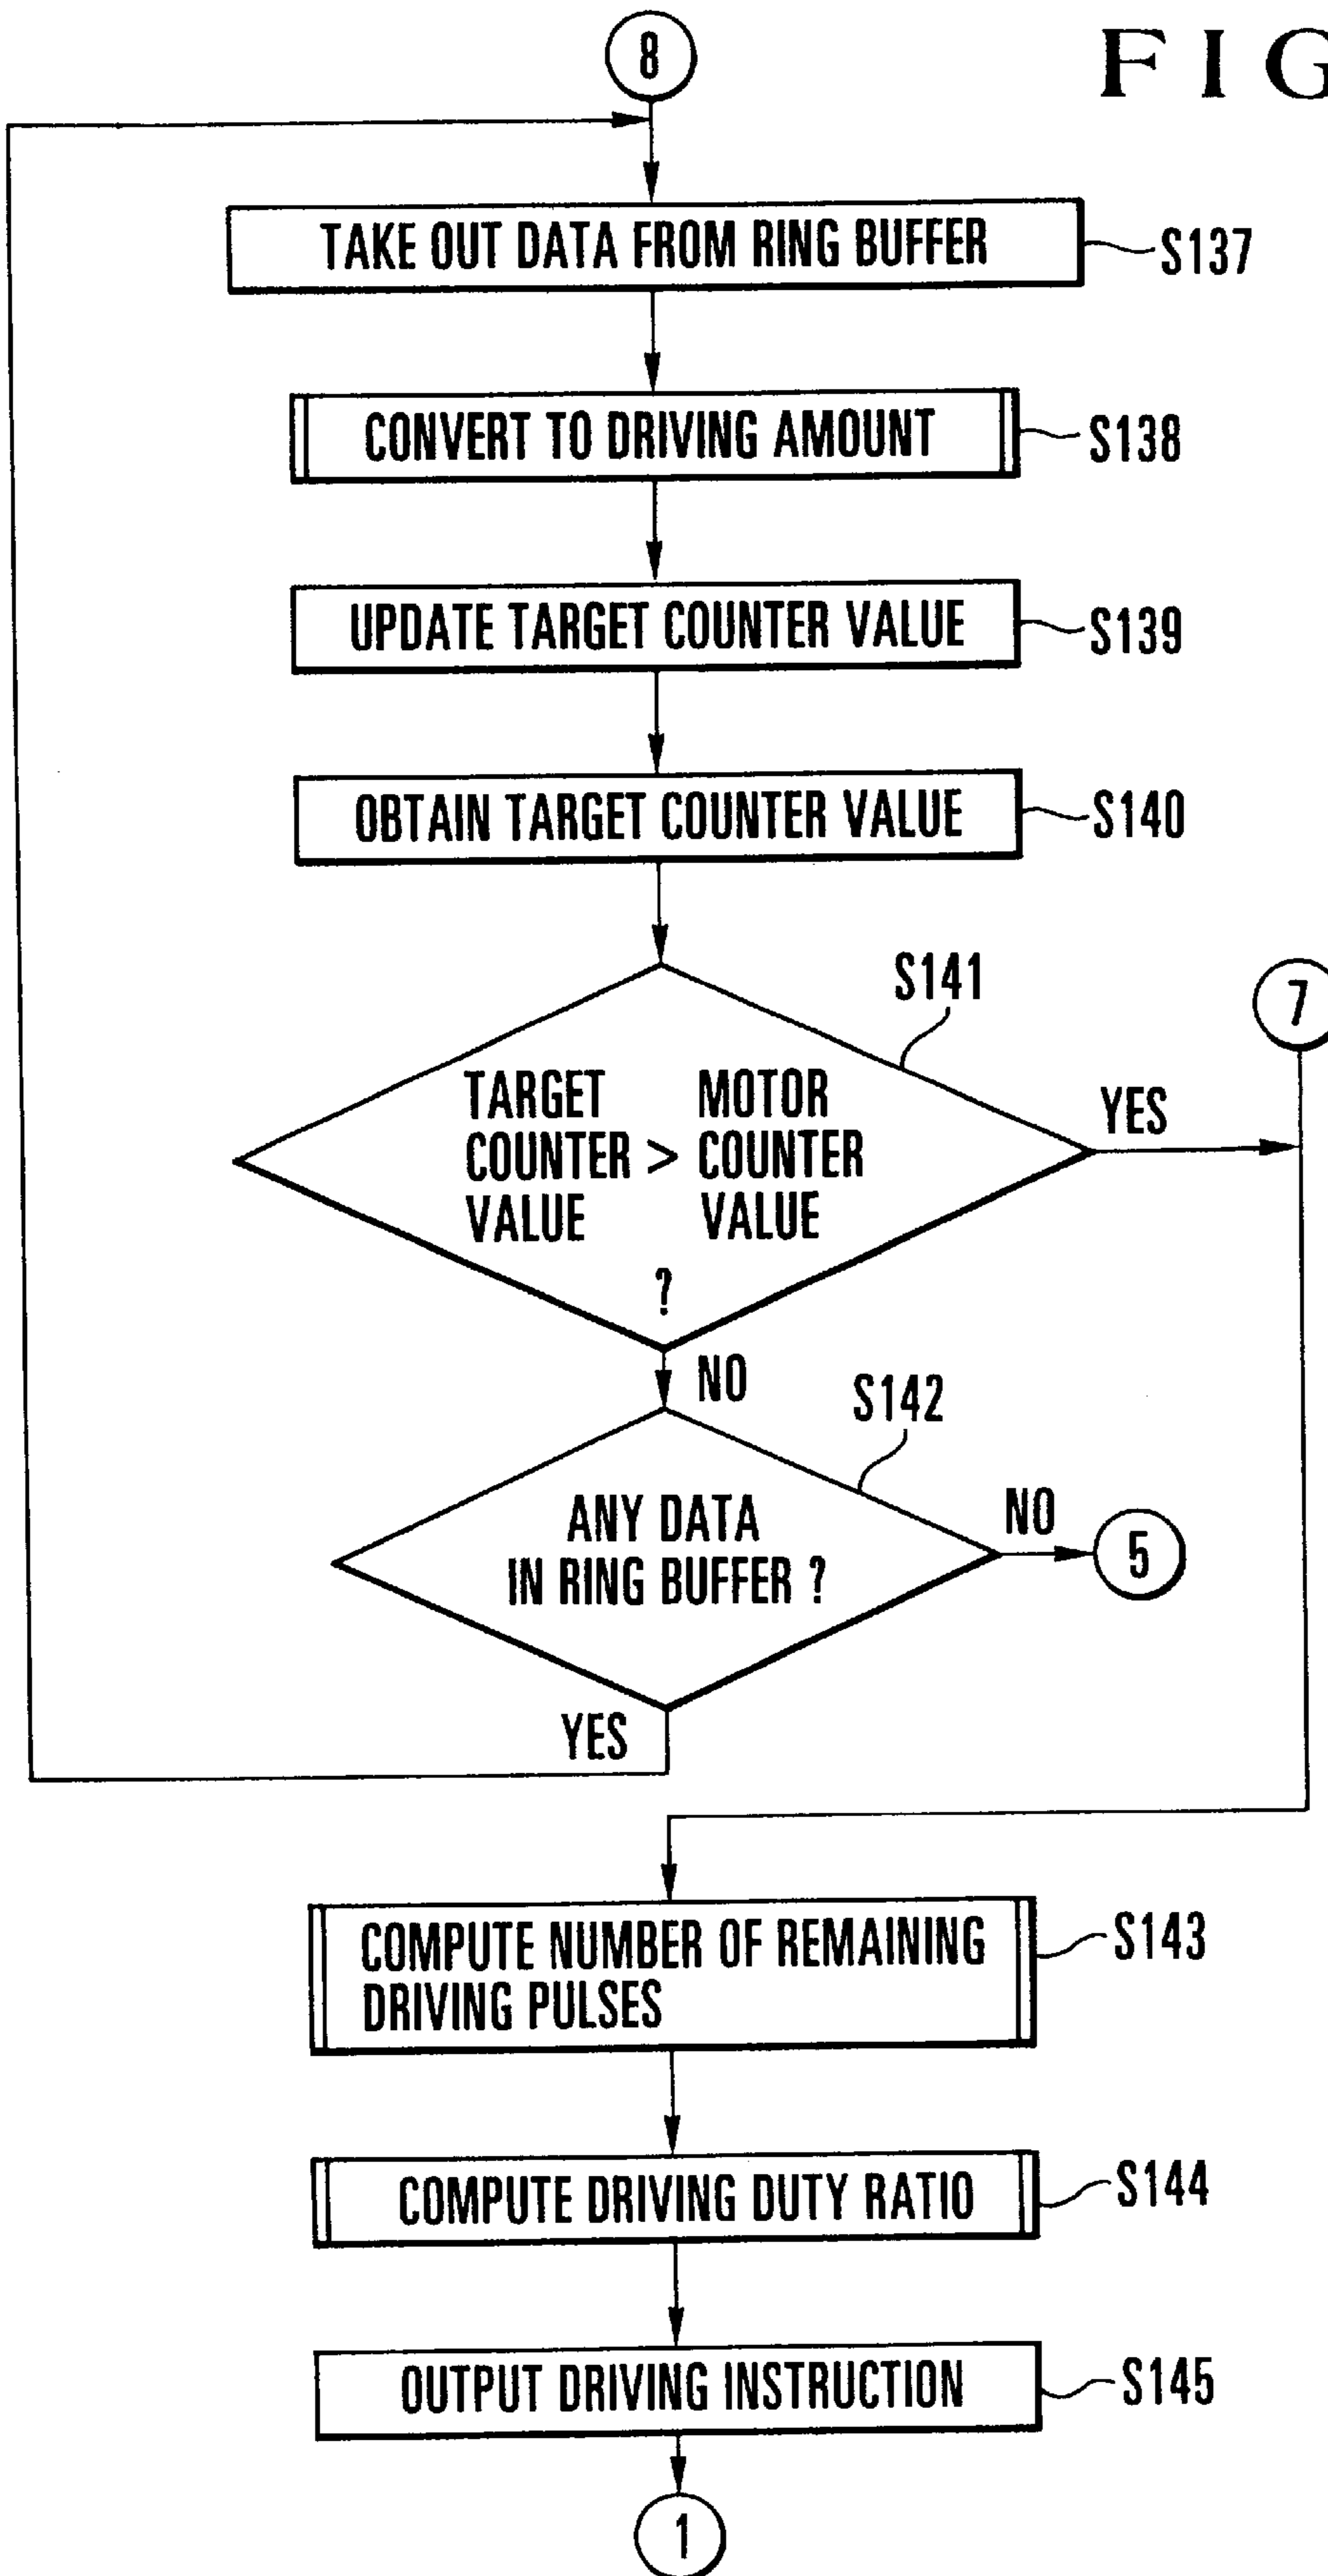 8
FIG
TAKE OUT DATA FROM RING BUFFER
S137
CONVERT TO DRIVING AMOUNT
S138
UPDATE TARGET COUNTER VALUE
S139
OBTAIN TARGET COUNTER VALUE
S140
S141
7
TARGET MOTOR
COUNTER > COUNTER
VALUE VALUE
?
YES
NO
S142
ANY DATA
IN RING BUFFER ?
NO
5
YES
COMPUTE NUMBER OF REMAINING
DRIVING PULSES
S143
COMPUTE DRIVING DUTY RATIO
S144
OUTPUT DRIVING INSTRUCTION
S145
1